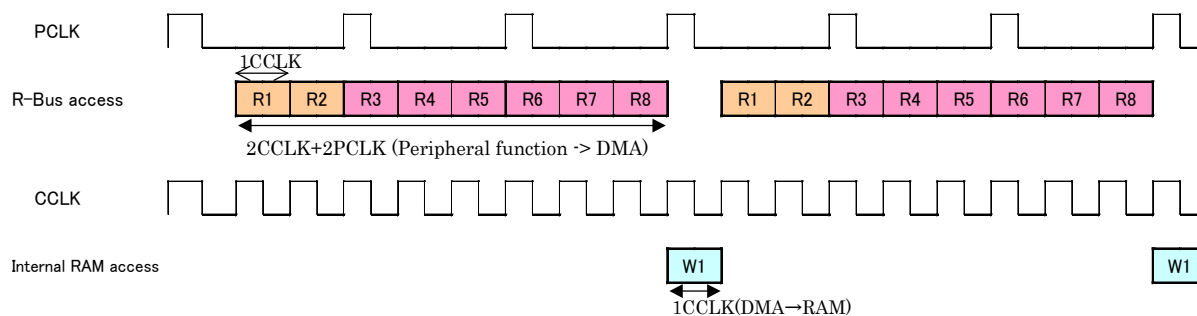 PCLK
1CCLK
R-Bus access R1 R2 R3 R4 R5 R6 R7 R8 R1 R2 R3 R4 R5 R6 R7 R8
2CCLK+2PCLK (Peripheral function -> DMA)
CCLK
Internal RAM access W1 W1
1CCLK(DMA→RAM)